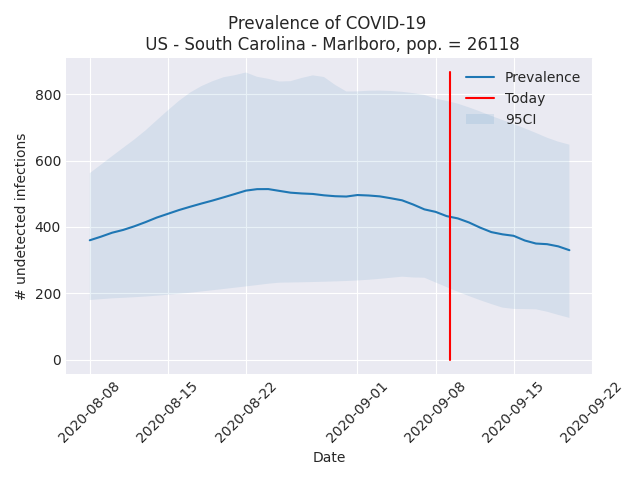 Prevalence of COVID-19
US - South Carolina - Marlboro, pop. = 26118
Prevalence
Today
95CI
# undetected infections
800
600
400
200
0
2020-08-08
2020-08-15
2020-08-22
2020-09-01
2020-09-08
2020-09-15
2020-09-22
Date